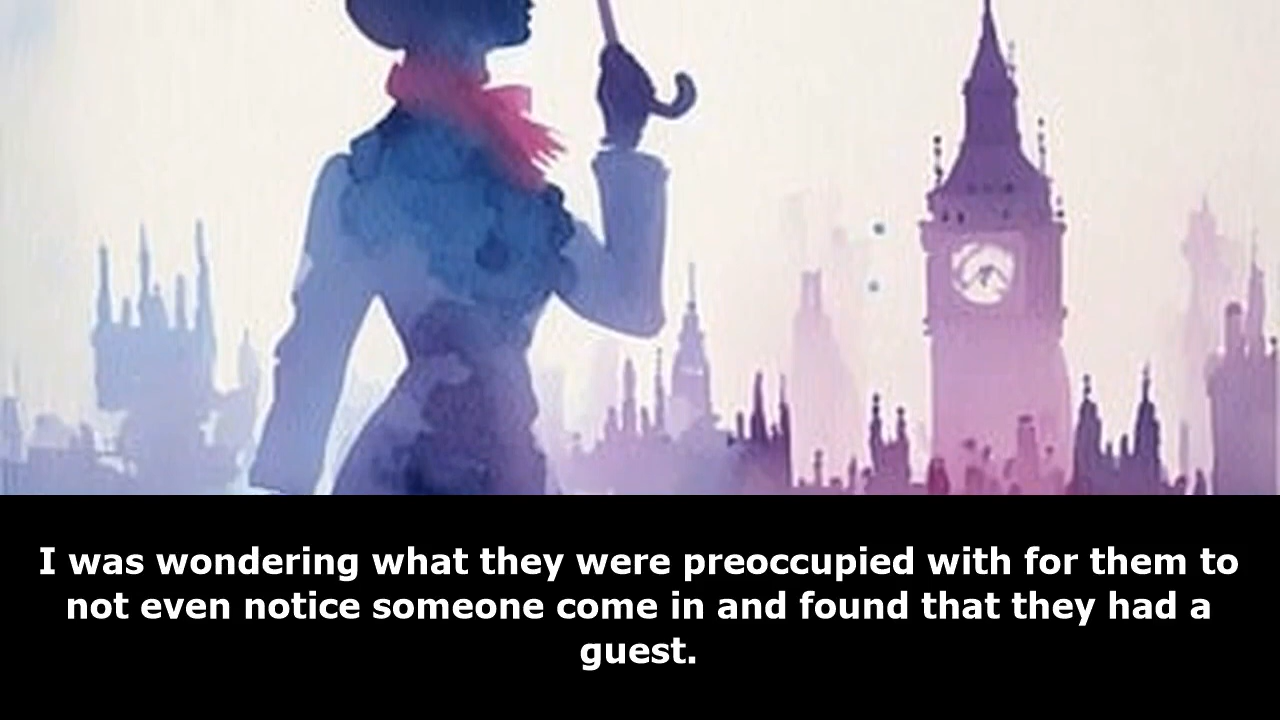 I was wondering what they were preoccupied with for them to
not even notice someone come in and found that they had a
guest.